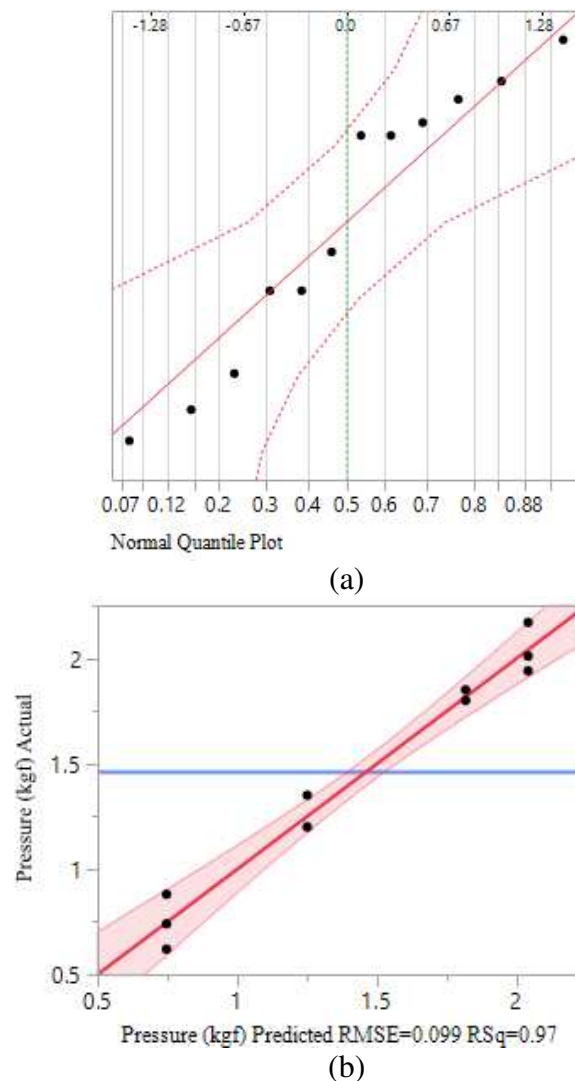 -1.28 -0.67 0.0 0.67 1.28
0.07 0.12 0.2 0.3 0.4 0.5 0.6 0.7 0.8 0.88
Normal Quantile Plot
(a)
2
1.5
1
0.5
Pressure (kgf) Actual
0.5 1 1.5 2
Pressure (kgf) Predicted RMSE=0.099 RSq=0.97
(b)